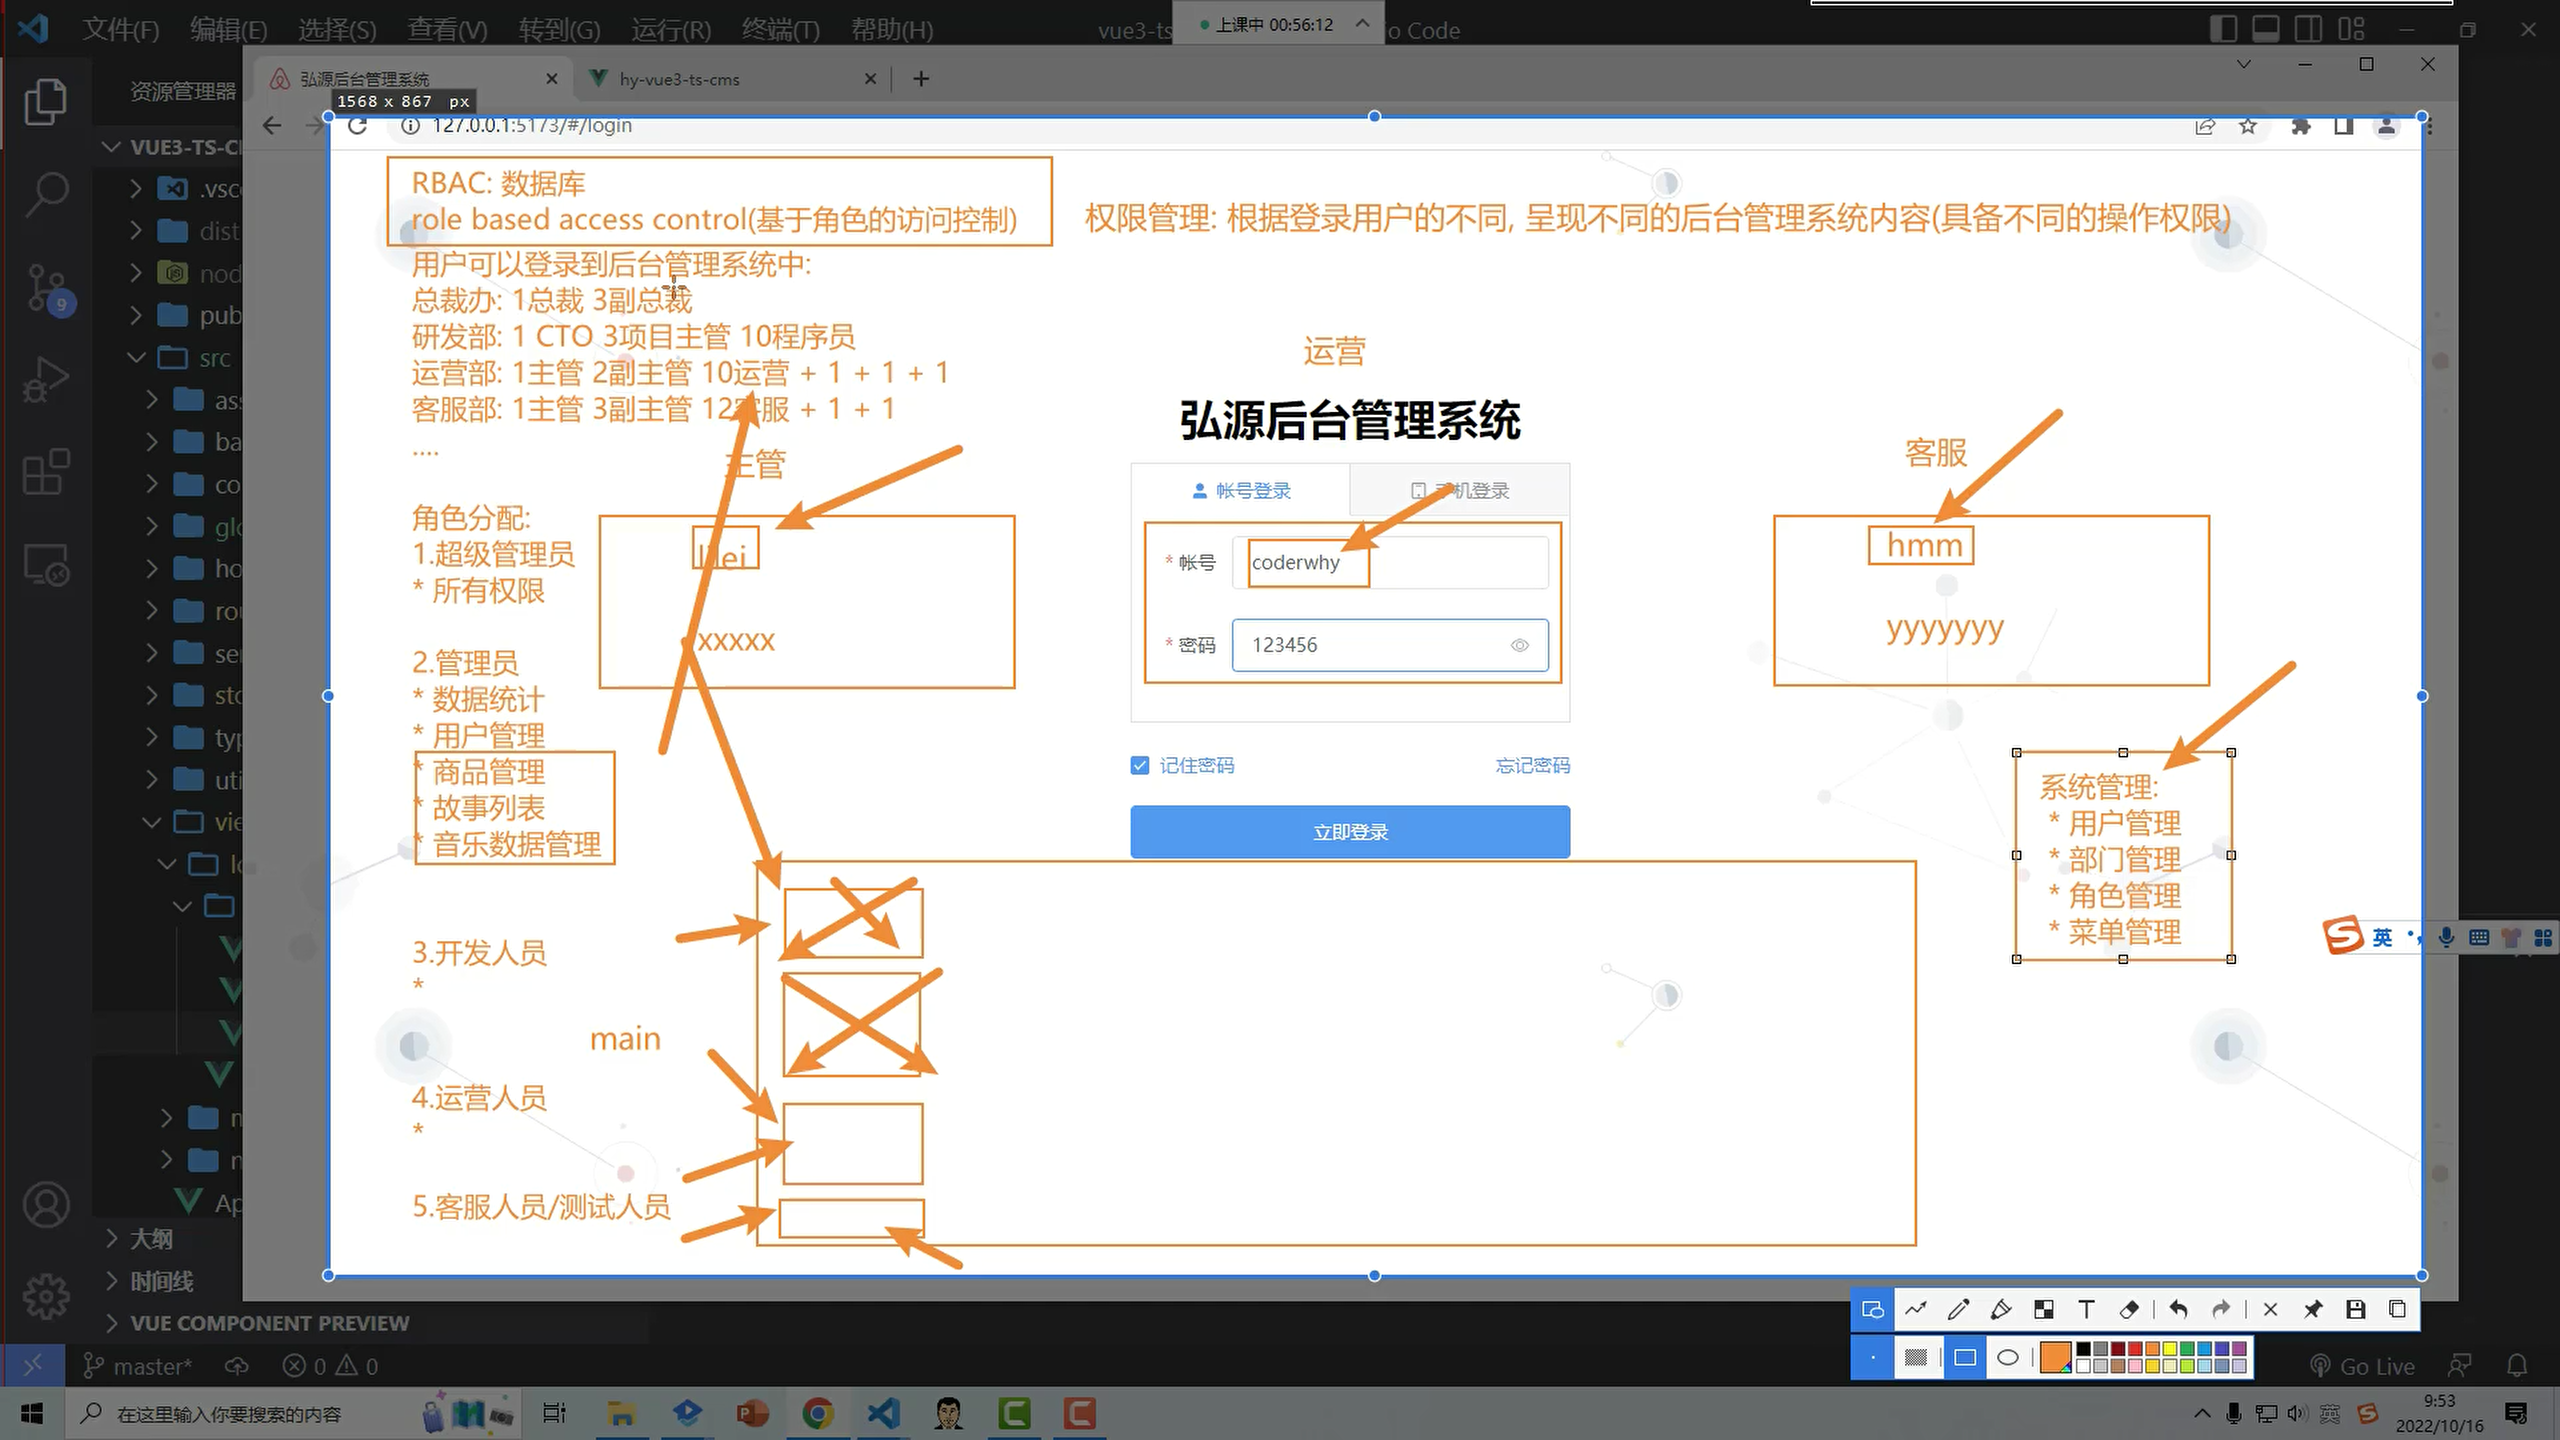 文件(F) 编辑(E) 选择(S) 查看(V) 转到(G) 运行(R) 终端(T) 帮助(H)
vue3-ts
上课中 00:56:12
o Code
资源管理器
弘源后台管理系统
hy-vue3-ts-cms
1568 x 867 px
127.0.0.1:5173/#/login
VUE3-TS-C
.vsc
dist
nod
pub
src
ass
ba
co
glo
ho
rou
ser
sto
typ
uti
vie
lo
n
n
Ap
大纲
时间线
VUE COMPONENT PREVIEW
9
RBAC: 数据库
role based access control(基于角色的访问控制)
权限管理: 根据登录用户的不同, 呈现不同的后台管理系统内容(具备不同的操作权限)
用户可以登录到后台管理系统中:
总裁办: 1总裁 3副总裁
研发部: 1 CTO 3项目主管 10程序员
运营部: 1主管 2副主管 10运营 + 1 + 1 + 1
客服部: 1主管 3副主管 12客服 + 1 + 1
....
角色分配:
1.超级管理员
* 所有权限
2.管理员
* 数据统计
* 用户管理
* 商品管理
* 故事列表
* 音乐数据管理
3.开发人员
*
main
4.运营人员
*
5.客服人员/测试人员
主管
lilei
xxxxx
运营
弘源后台管理系统
帐号登录
手机登录
* 帐号
coderwhy
* 密码
123456
记住密码
忘记密码
立即登录
客服
hmm
yyyyyyy
系统管理:
* 用户管理
* 部门管理
* 角色管理
* 菜单管理
英
master*
0
0
Go Live
在这里输入你要搜索的内容
英
9:53
2022/10/16